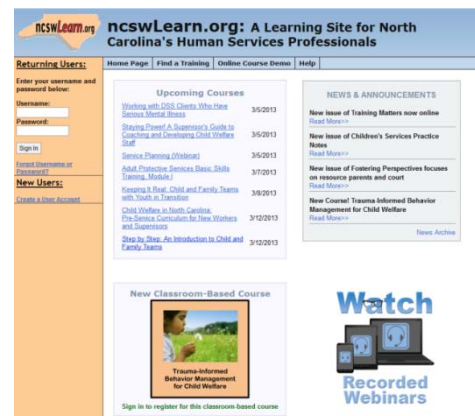 ncswLearn.org
ncswLearn.org: A Learning Site for North
Carolina's Human Services Professionals
Returning Users:
Enter your username and
password below:
Username:
Password:
Sign In
Forgot Username or
Password?
New Users:
Create a User Account
Home Page
Find a Training
Online Course Demo
Help
Upcoming Courses
Working with DSS Clients Who Have
Serious Mental Illness
3/5/2013
Staying Power! A Supervisor's Guide to
Coaching and Developing Child Welfare
Staff
3/5/2013
Service Planning (Webinar)
3/5/2013
Adult Protective Services Basic Skills
Training, Module I
3/7/2013
Keeping It Real: Child and Family Teams
with Youth in Transition
3/8/2013
Child Welfare in North Carolina:
Pre-Service Curriculum for New Workers
and Supervisors
3/12/2013
Step by Step: An Introduction to Child and
Family Teams
3/12/2013
NEWS & ANNOUNCEMENTS
New issue of Training Matters now online
Read More>>
New issue of Children's Services Practice
Notes
Read More>>
New issue of Fostering Perspectives focuses
on resource parents and court
Read More>>
New Course! Trauma-Informed Behavior
Management for Child Welfare
Read More>>
News Archive
New Classroom-Based Course
Trauma-Informed
Behavior Management
for Child Welfare
Sign in to register for this classroom-based course
Watch
Recorded
Webinars